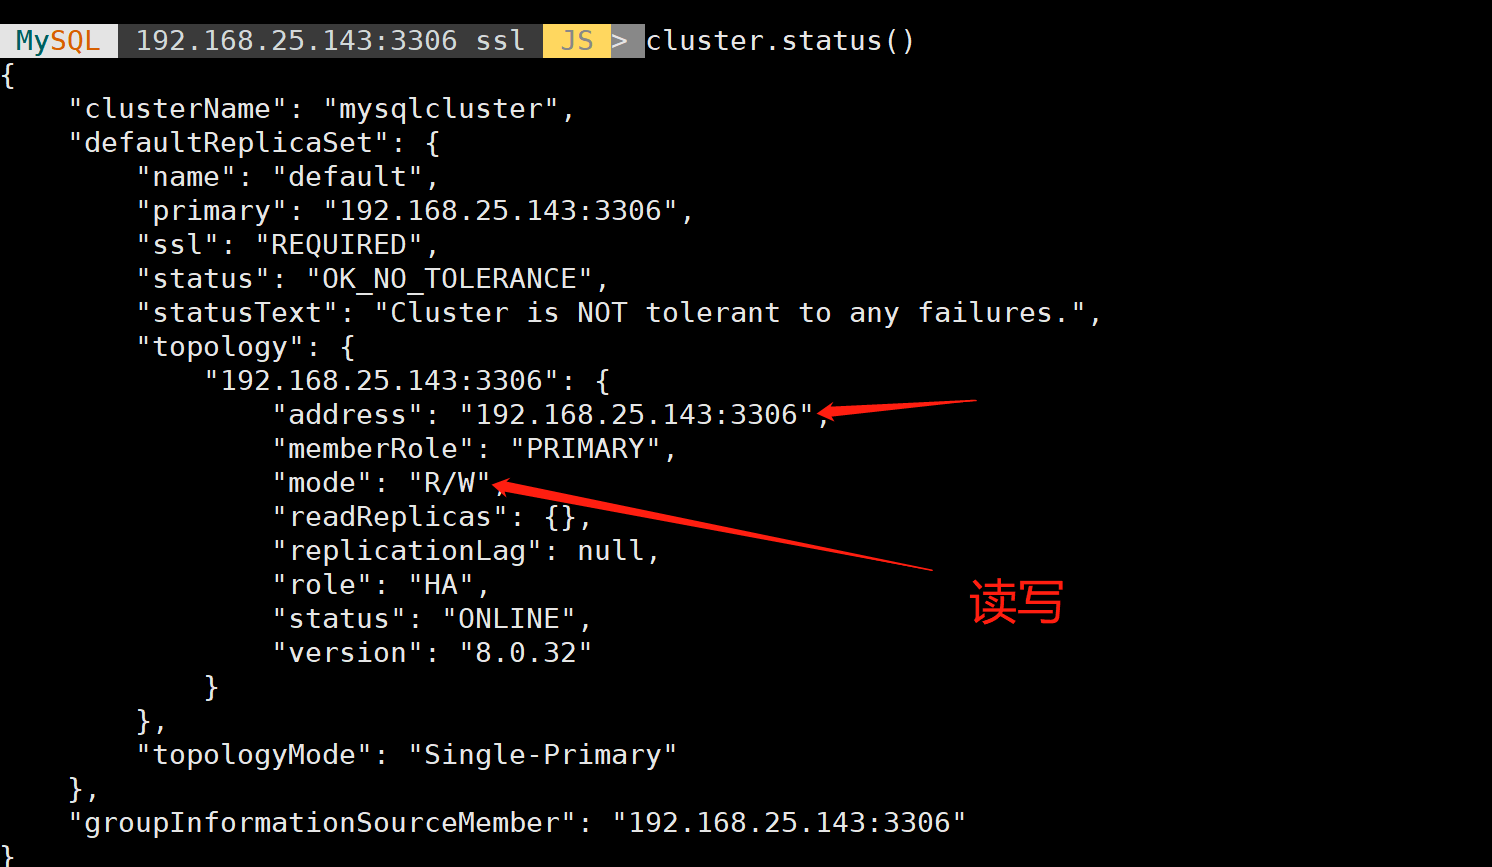 MySQL 192.168.25.143:3306 ssl JS > cluster.status()
{
    "clusterName": "mysqlcluster",
    "defaultReplicaSet": {
        "name": "default",
        "primary": "192.168.25.143:3306",
        "ssl": "REQUIRED",
        "status": "OK_NO_TOLERANCE",
        "statusText": "Cluster is NOT tolerant to any failures.",
        "topology": {
            "192.168.25.143:3306": {
                "address": "192.168.25.143:3306",
                "memberRole": "PRIMARY",
                "mode": "R/W",
                "readReplicas": {},
                "replicationLag": null,
                "role": "HA",
读写
                "status": "ONLINE",
                "version": "8.0.32"
            }
        },
        "topologyMode": "Single-Primary"
    },
    "groupInformationSourceMember": "192.168.25.143:3306"
}